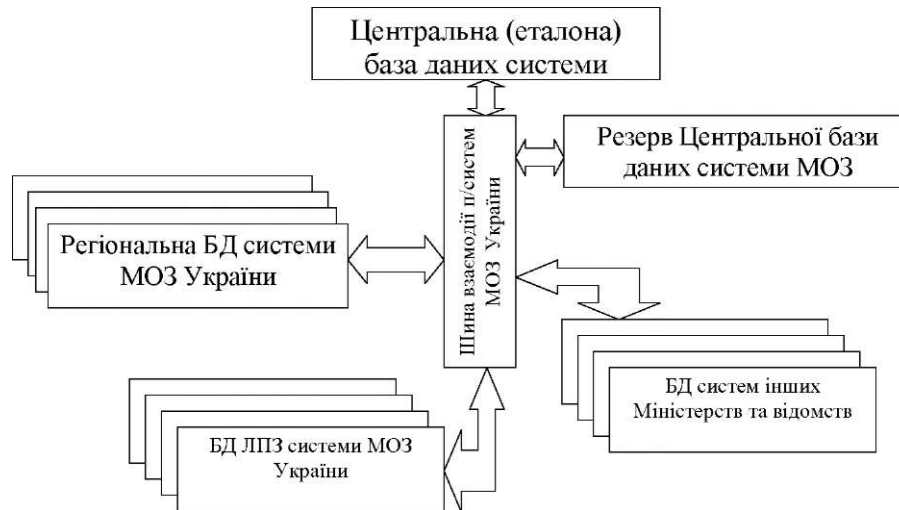 Центральна (еталона)
база даних системи
Резерв Центральної бази
даних системи МОЗ
Шина взаємодії п/систем
МОЗ України
Регіональна БД системи
МОЗ України
БД систем інших
Міністерств та відомств
БД ЛПЗ системи МОЗ
України